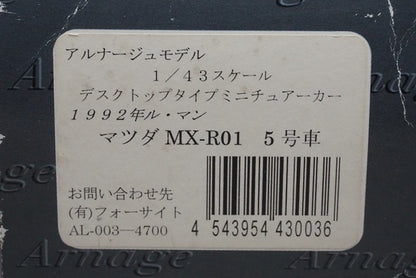 アルナージュモデル
1／43スケール
デスクトップタイプミニチュアーカー
1992年ル・マン
マツダ MX-R01　5号車
お問い合わせ先
(有)フォーサイト
AL-003―4700
4 543954 430036
Arnage